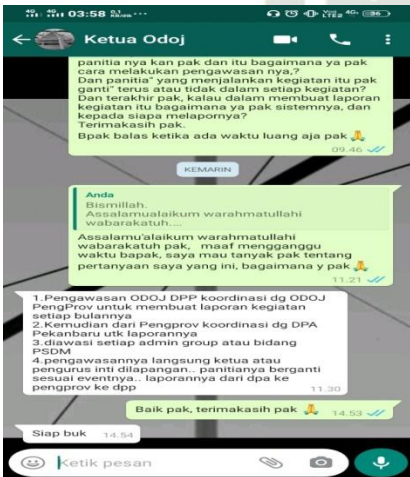 03:58
Ketua Odoj
panitia nya kan pak dan itu bagaimana ya pak
cara melakukan pengawasan nya,?
Dan panitia" yang menjalankan kegiatan itu pak
ganti" terus atau tidak dalam setiap kegiatan?
Dan terakhir pak, kalau dalam membuat laporan
kegiatan itu bagaimana ya pak sistemnya, dan
kepada siapa melapornya?
Terimakasih pak.
Bpak balas ketika ada waktu luang aja pak 🙏
09.46
KEMARIN
Anda
Bismillah.
Assalamualaikum warahmatullahi
wabarakatuh....
Assalamu'alaikum warahmatullahi
wabarakatuh pak, maaf mengganggu
waktu bapak, saya mau tanyak pak tentang
pertanyaan saya yang ini, bagaimana y pak 🙏
11.21
1.Pengawasan ODOJ DPP koordinasi dg ODOJ
PengProv untuk membuat laporan kegiatan
setiap bulannya
2.Kemudian dari Pengprov koordinasi dg DPA
Pekanbaru utk laporannya
3.diawasi setiap admin group atau bidang
PSDM
4.pengawasannya langsung ketua atau
pengurus inti dilapangan.. panitianya berganti
sesuai eventnya.. laporannya dari dpa ke
pengprov ke dpp
11.30
Baik pak, terimakasih pak 🙏
14.53
Siap buk
14.54
Ketik pesan